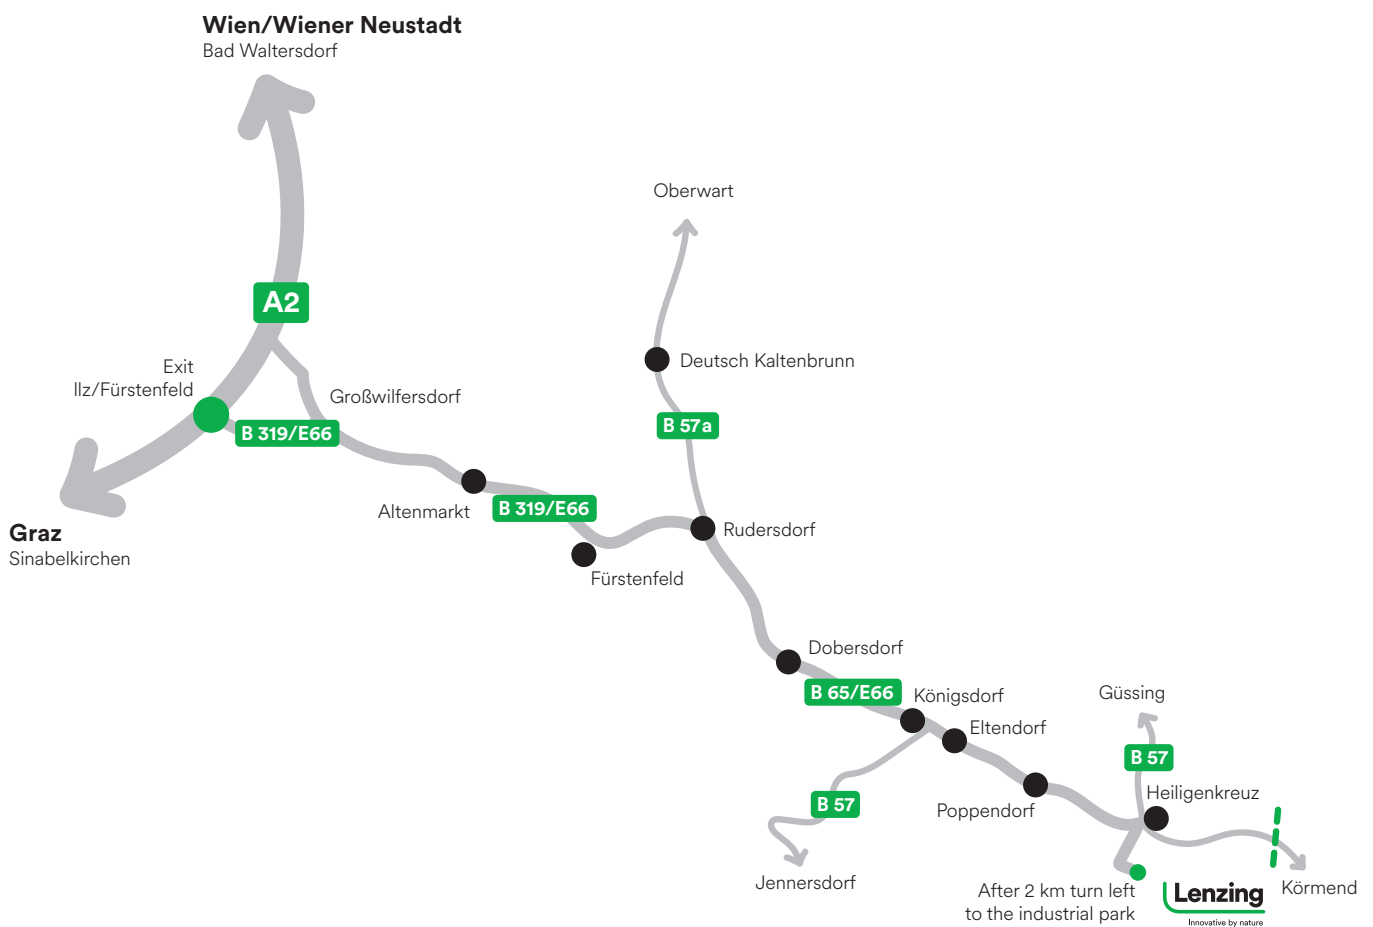 Wien/Wiener Neustadt
Bad Waltersdorf
Oberwart
A2
Exit
Ilz/Fürstenfeld
Deutsch Kaltenbrunn
Großwilfersdorf
B 57a
B 319/E66
Altenmarkt
B 319/E66
Rudersdorf
Graz
Sinabelkirchen
Fürstenfeld
Dobersdorf
B 65/E66
Königsdorf
Güssing
Eltendorf
B 57
Heiligenkreuz
B 57
Poppendorf
Jennersdorf
After 2 km turn left
to the industrial park
Lenzing
Innovative by nature
Körmend